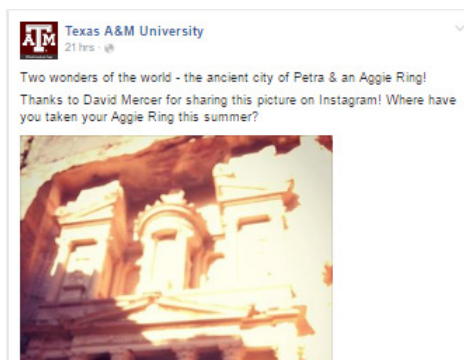 Texas A&M University
21 hrs ·
Two wonders of the world - the ancient city of Petra & an Aggie Ring!
Thanks to David Mercer for sharing this picture on Instagram! Where have
you taken your Aggie Ring this summer?
ATM